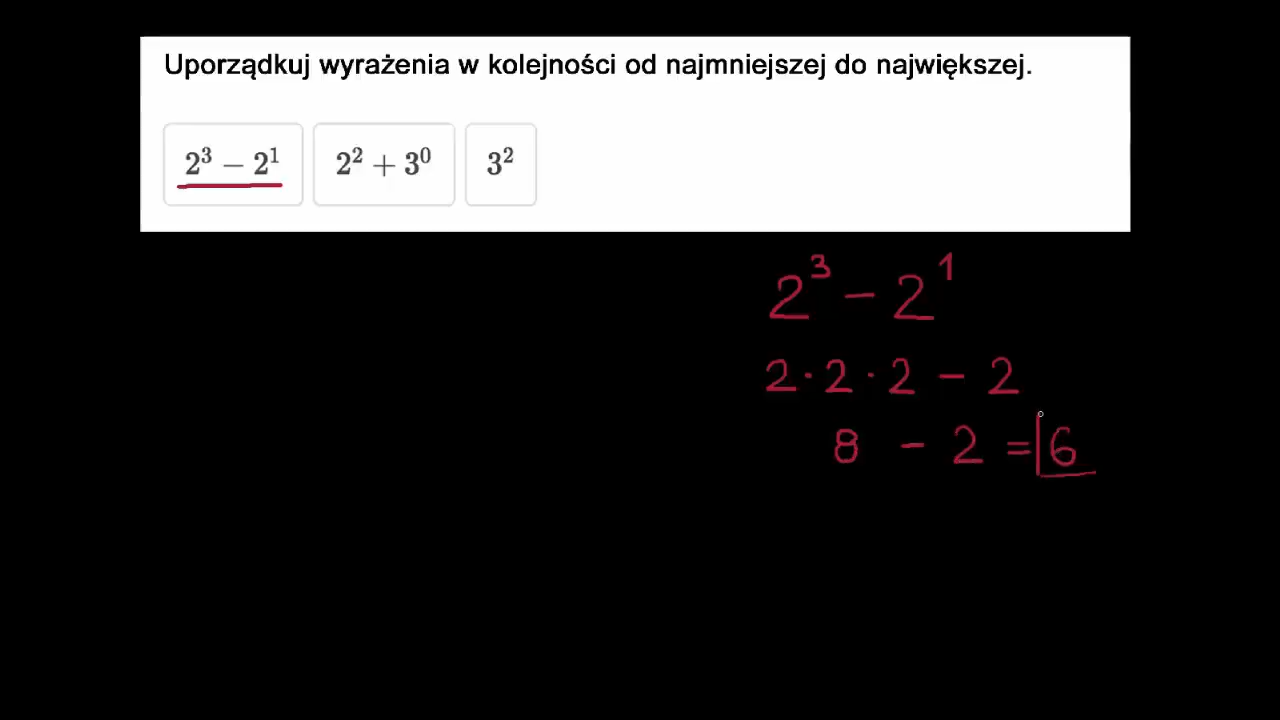 Uporządkuj wyrażenia w kolejności od najmniejszej do największej.
2³ − 2¹ 2² + 3⁰ 3²
2³ − 2¹
2 · 2 · 2 − 2
8 − 2 = 6